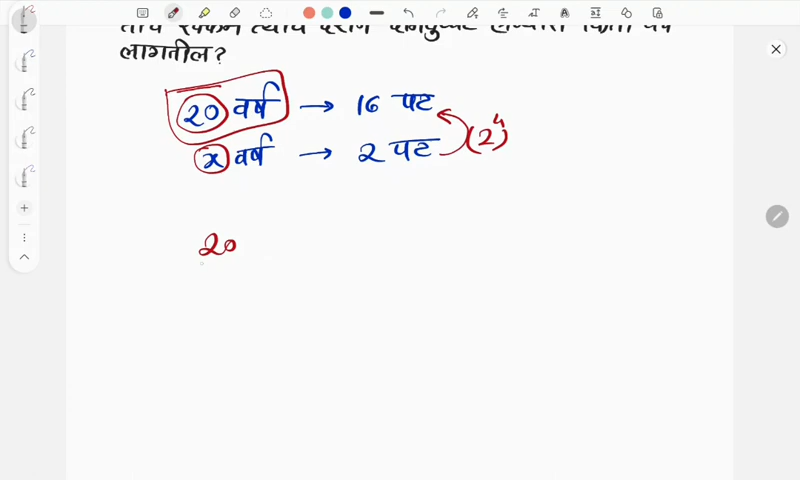 लागतील?
20 वर्ष → 16 पट
x वर्ष → 2 पट (2⁴)
20